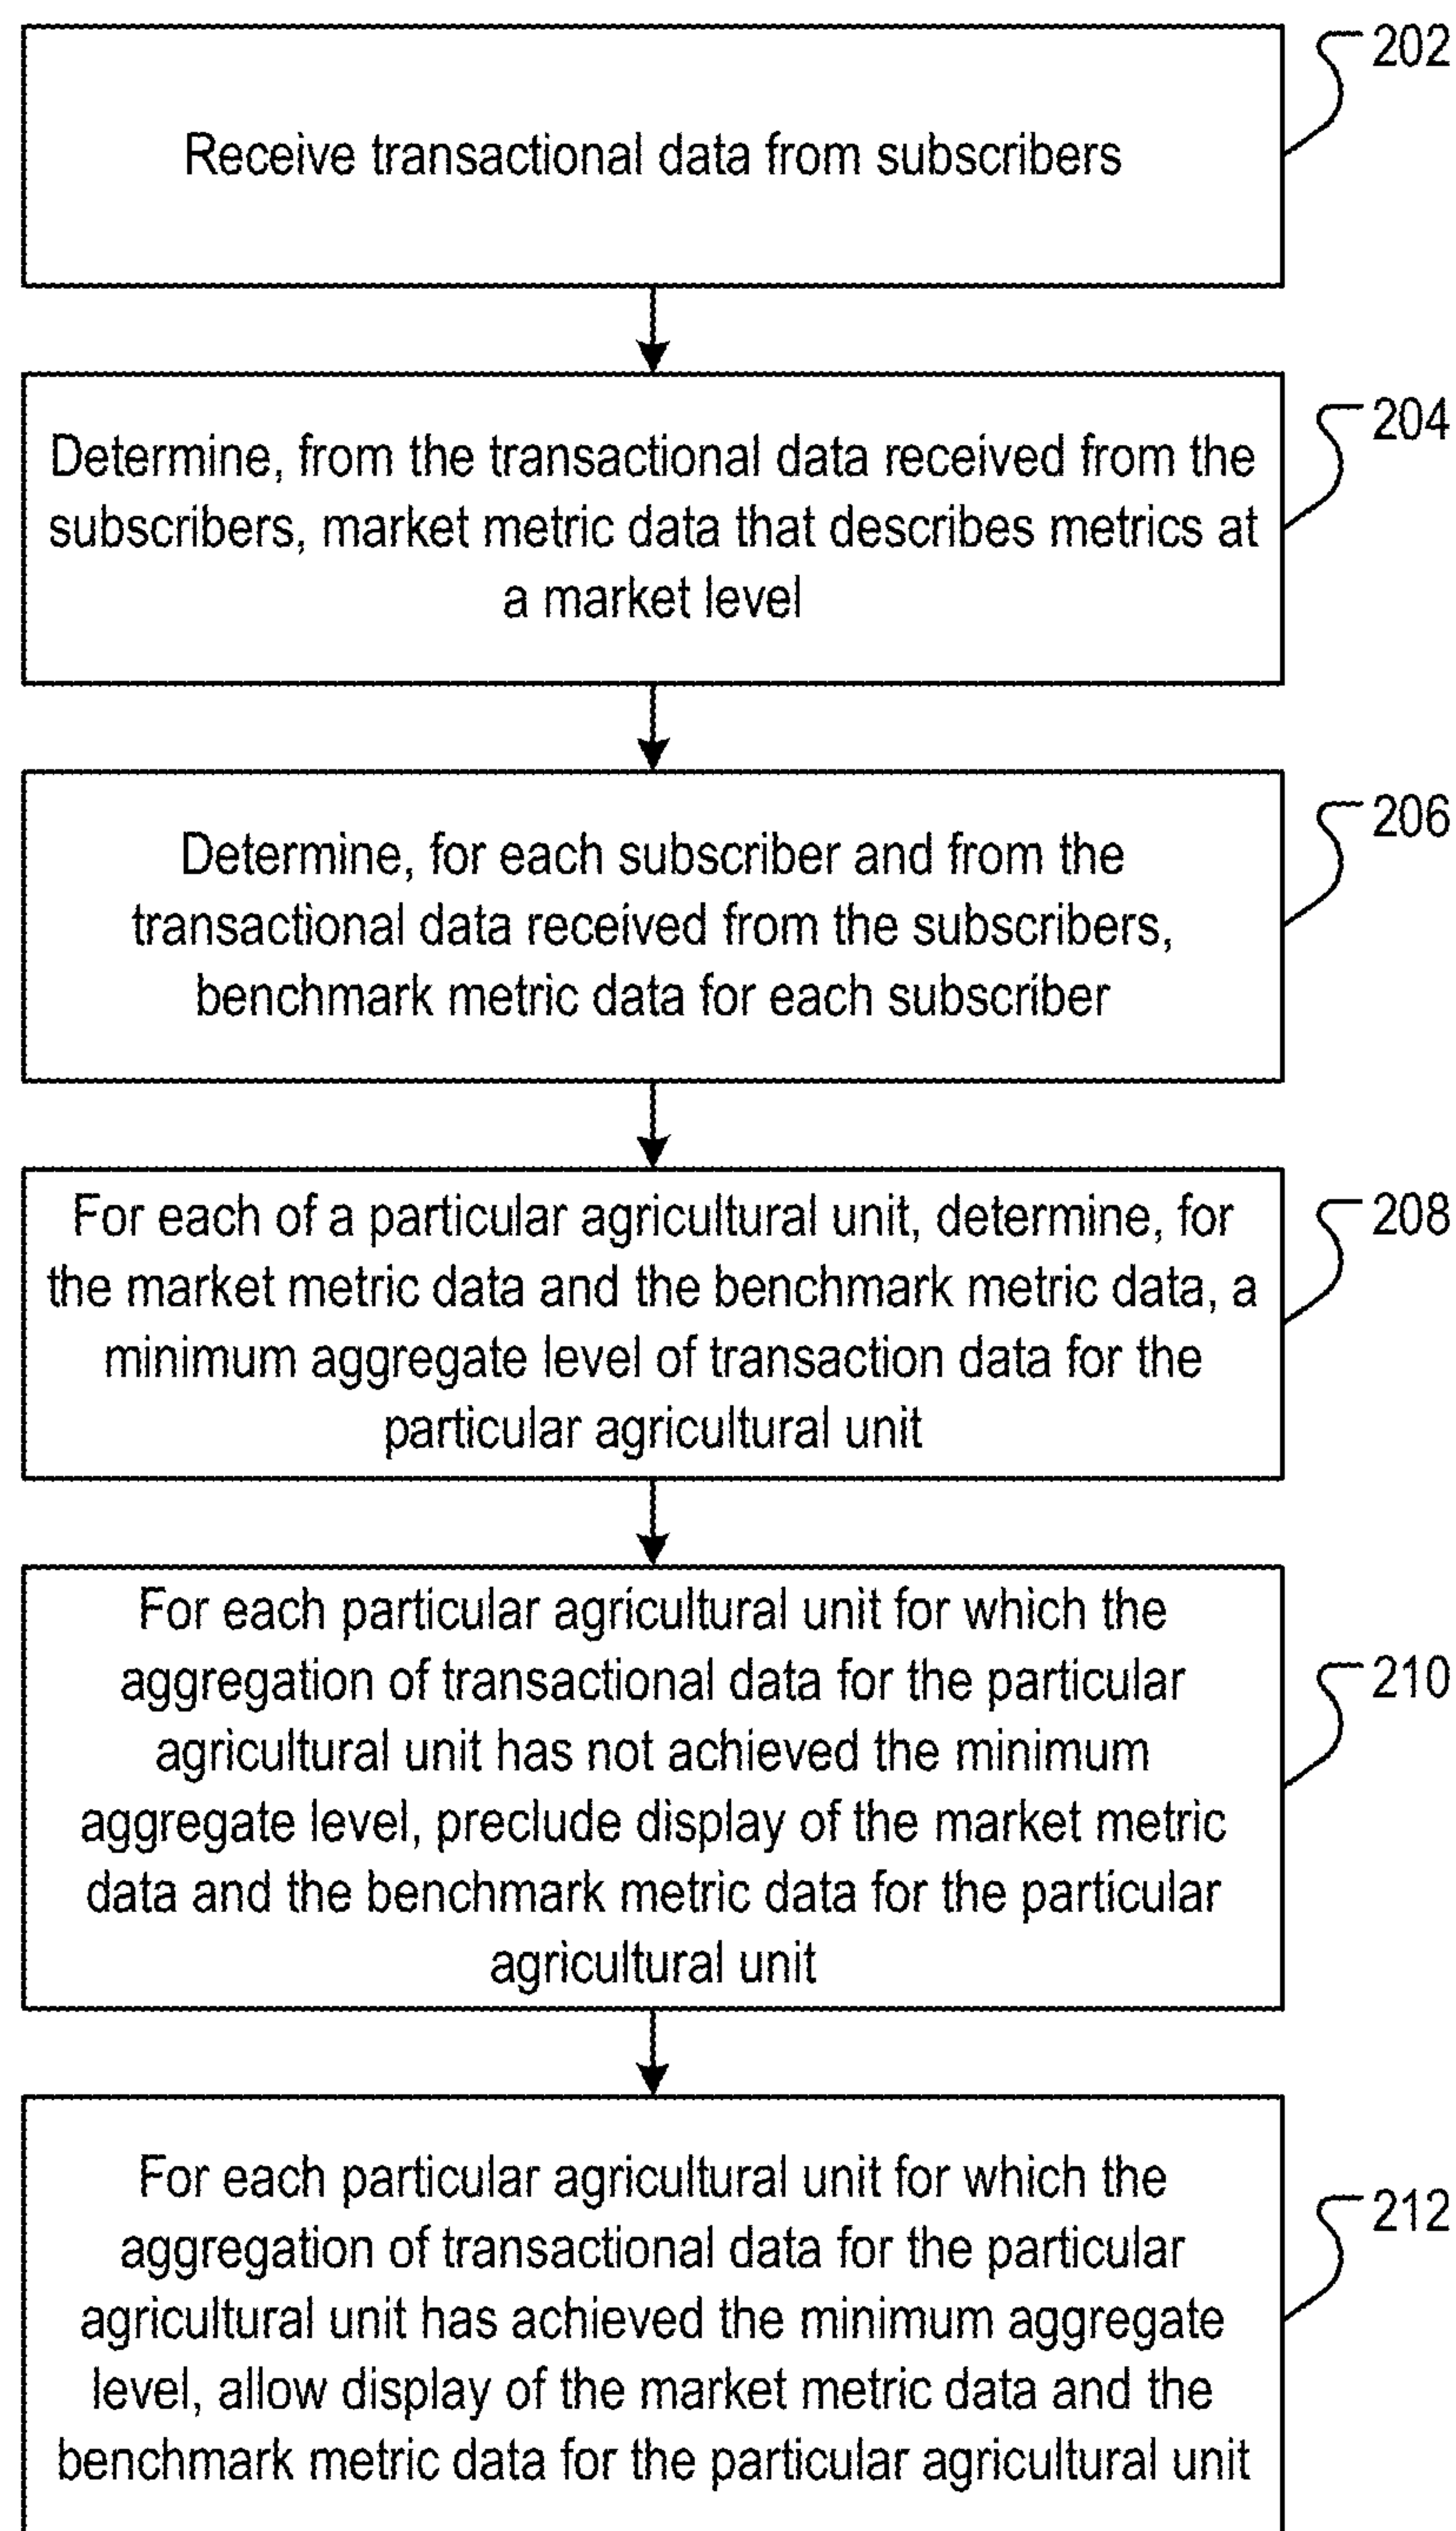 Receive transactional data from subscribers
202
Determine, from the transactional data received from the
subscribers, market metric data that describes metrics at
a market level
204
Determine, for each subscriber and from the
transactional data received from the subscribers,
benchmark metric data for each subscriber
206
For each of a particular agricultural unit, determine, for
the market metric data and the benchmark metric data, a
minimum aggregate level of transaction data for the
particular agricultural unit
208
For each particular agricultural unit for which the
aggregation of transactional data for the particular
agricultural unit has not achieved the minimum
aggregate level, preclude display of the market metric
data and the benchmark metric data for the particular
agricultural unit
210
For each particular agricultural unit for which the
aggregation of transactional data for the particular
agricultural unit has achieved the minimum aggregate
level, allow display of the market metric data and the
benchmark metric data for the particular agricultural unit
212